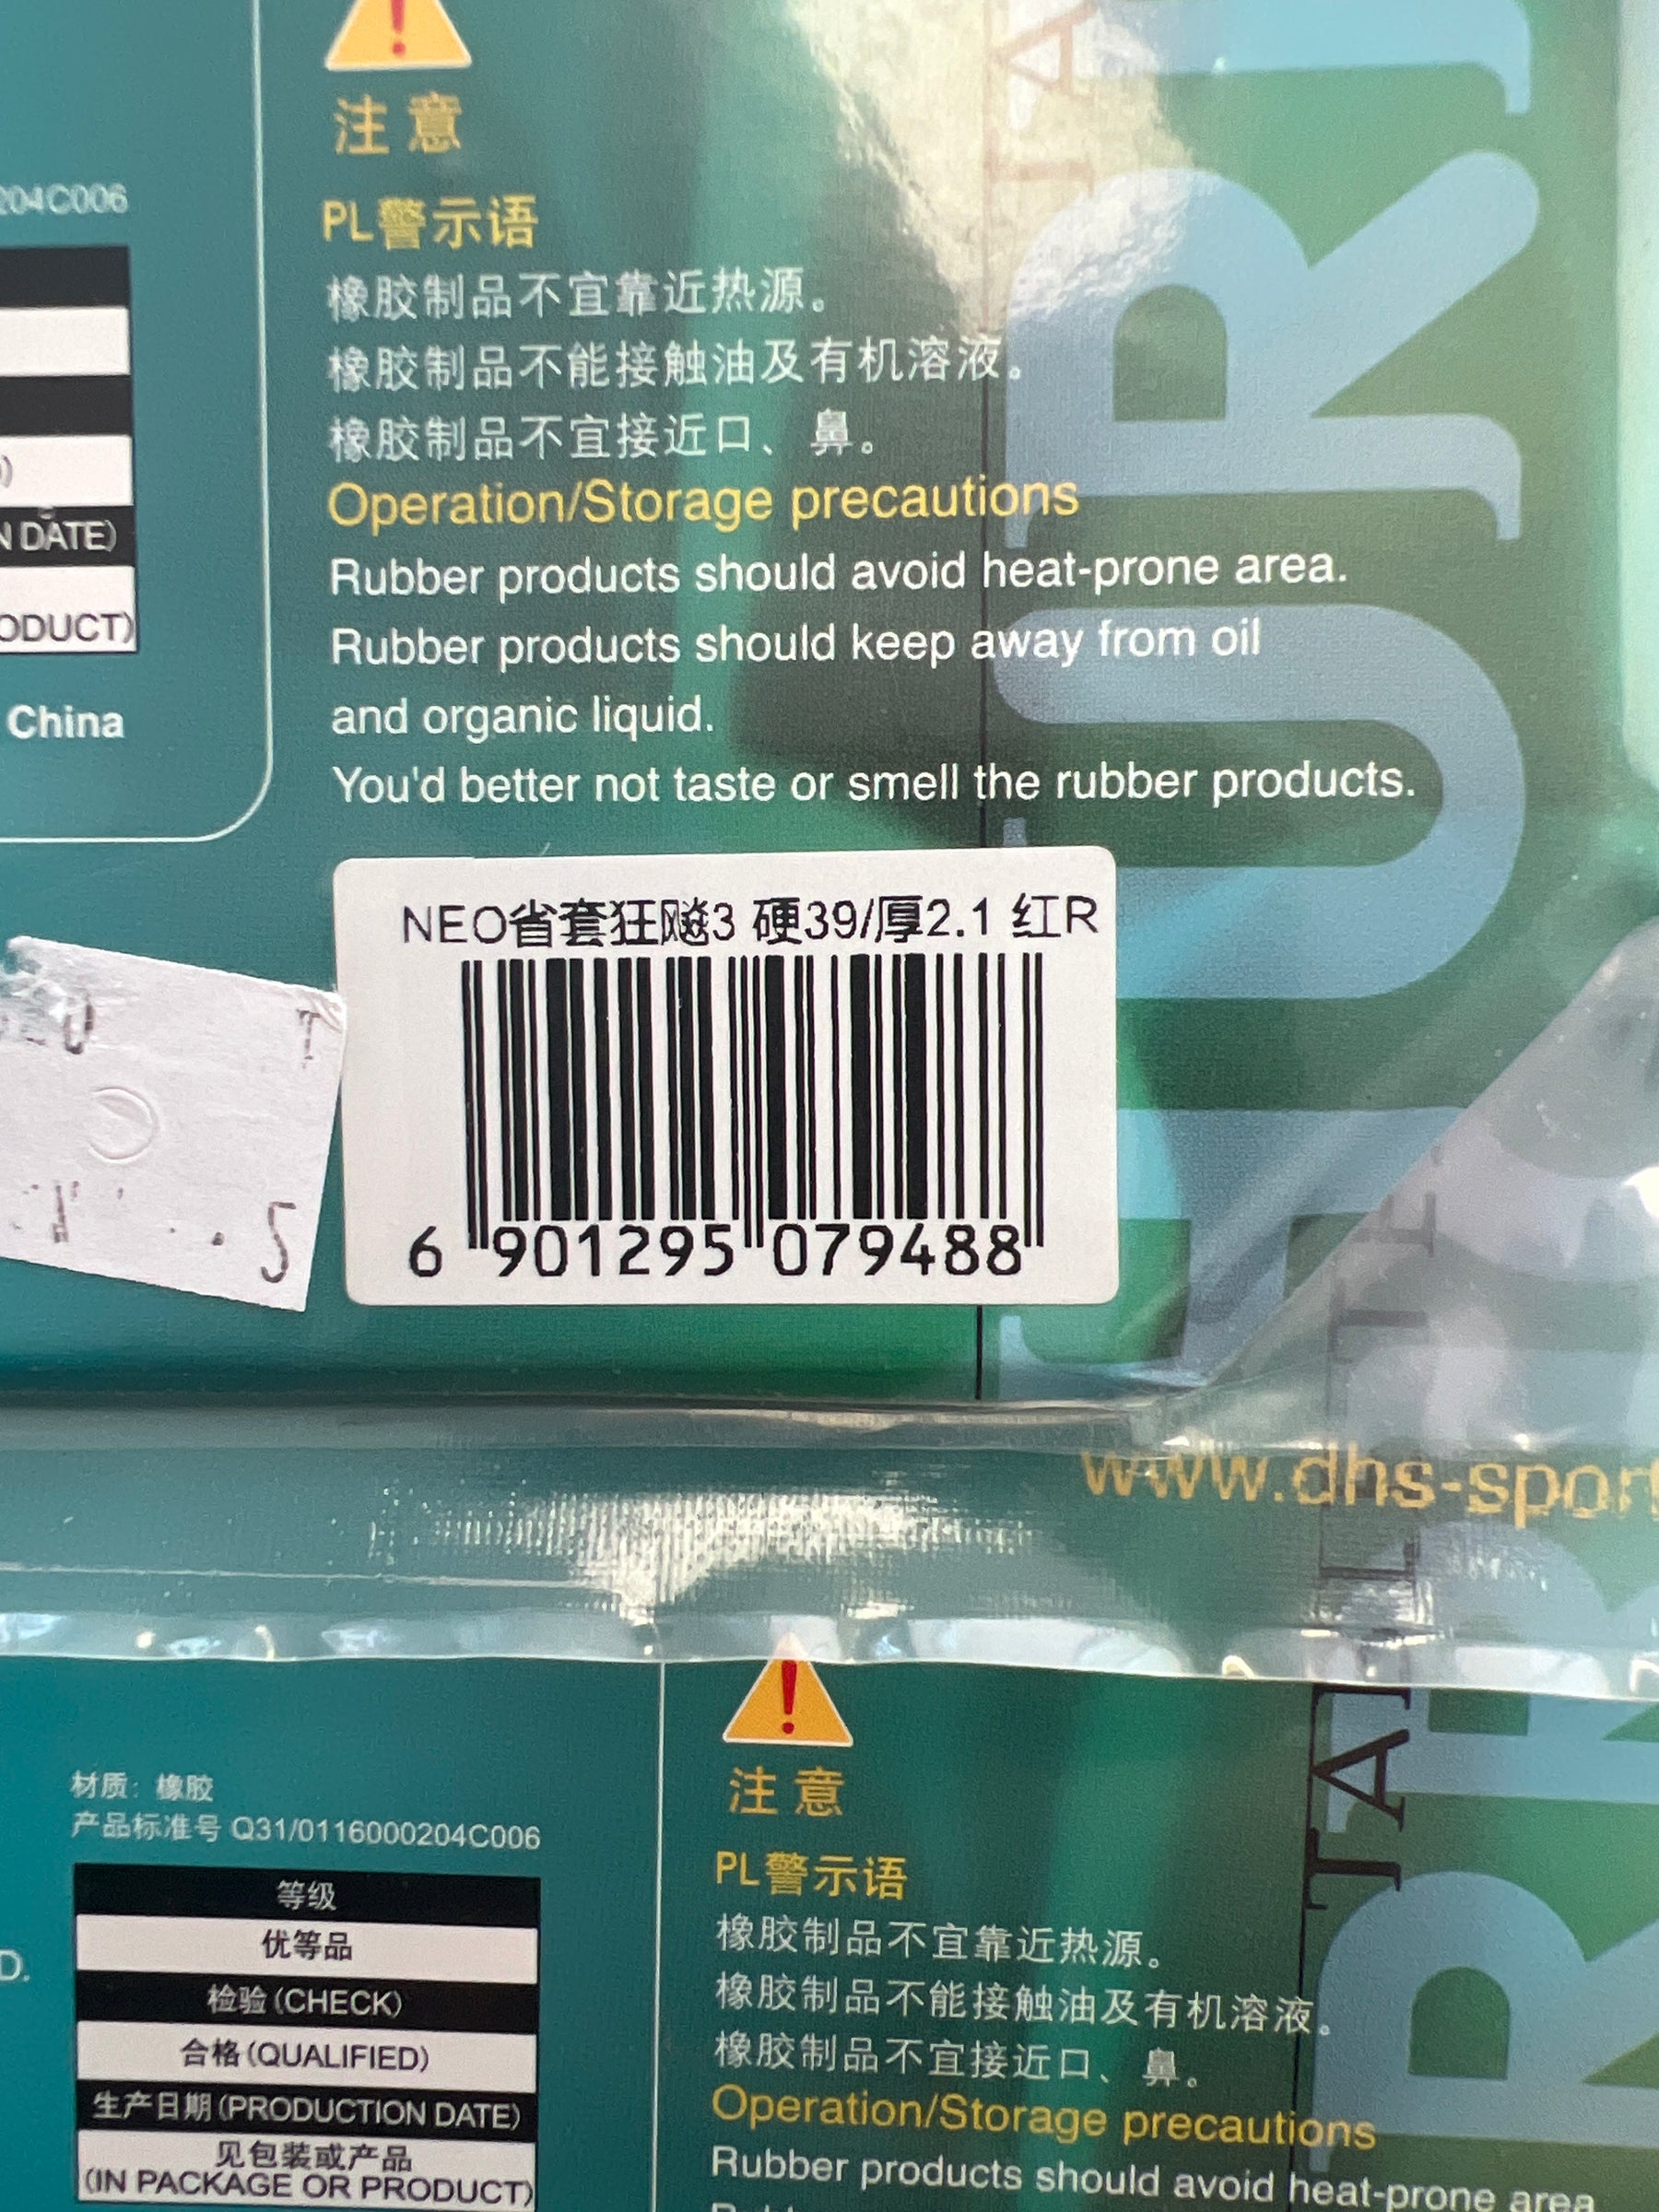 注意
204C006
PL警示语
橡胶制品不宜靠近热源。
橡胶制品不能接触油及有机溶液。
橡胶制品不宜接近口、鼻。
Operation/Storage precautions
Rubber products should avoid heat-prone area.
Rubber products should keep away from oil
and organic liquid.
You'd better not taste or smell the rubber products.
N DATE)
ODUCT)
China
NEO省套狂飚3 硬39/厚2.1 红R
6 901295 079488
www.dhs-sport
注意
材质：橡胶
产品标准号 Q31/0116000204C006
等级
优等品
检验(CHECK)
合格(QUALIFIED)
生产日期(PRODUCTION DATE)
见包装或产品
(IN PACKAGE OR PRODUCT)
D.
PL警示语
橡胶制品不宜靠近热源。
橡胶制品不能接触油及有机溶液。
橡胶制品不宜接近口、鼻。
Operation/Storage precautions
Rubber products should avoid heat-prone area